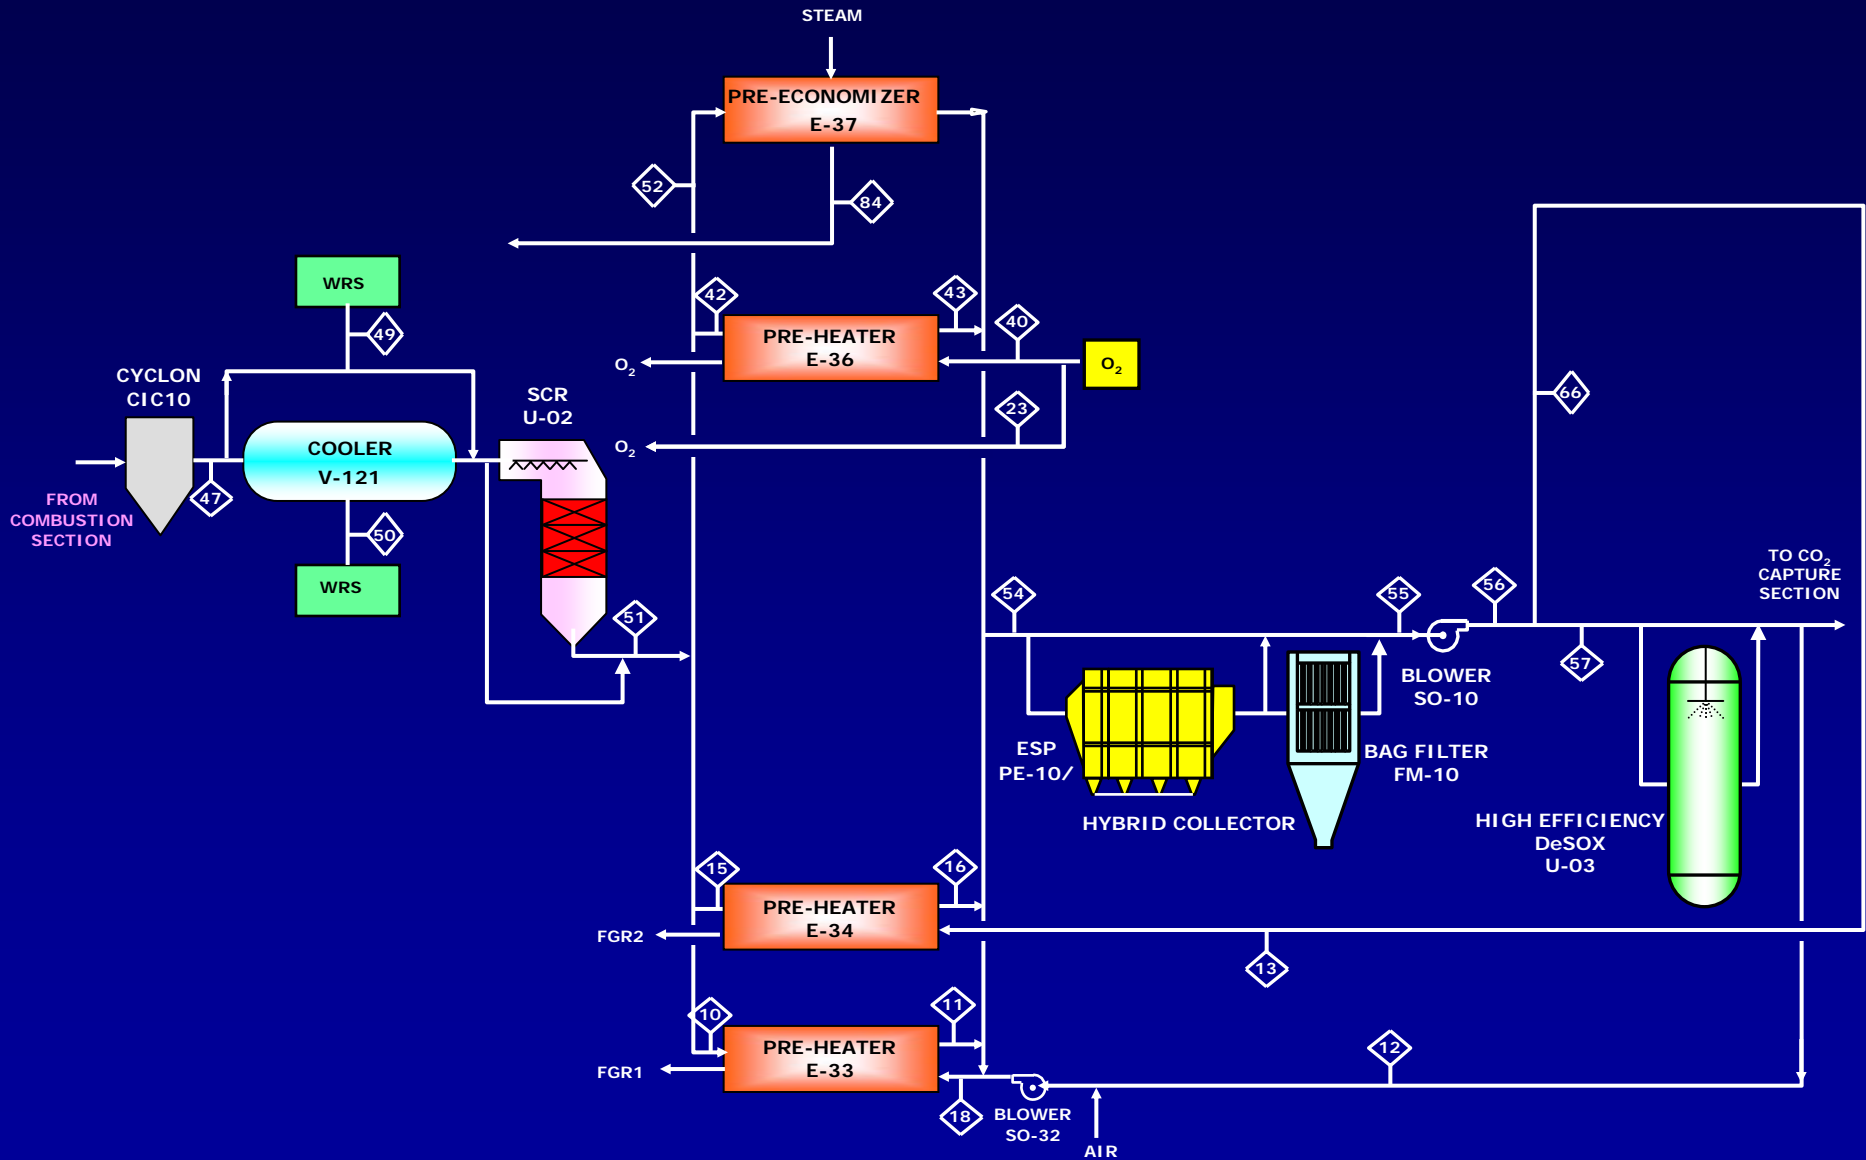 STEAM
PRE-ECONOMIZER
E-37
52
84
WRS
49
42
43
40
PRE-HEATER
E-36
O₂
O₂
CYCLON
CIC10
SCR
U-02
23
O₂
66
COOLER
V-121
47
FROM
COMBUSTION
SECTION
50
WRS
51
54
55
56
TO CO₂
CAPTURE
SECTION
57
BLOWER
SO-10
ESP
PE-10/
BAG FILTER
FM-10
HYBRID COLLECTOR
HIGH EFFICIENCY
DeSOX
U-03
15
16
PRE-HEATER
E-34
FGR2
13
10
11
PRE-HEATER
E-33
FGR1
12
18
BLOWER
SO-32
AIR